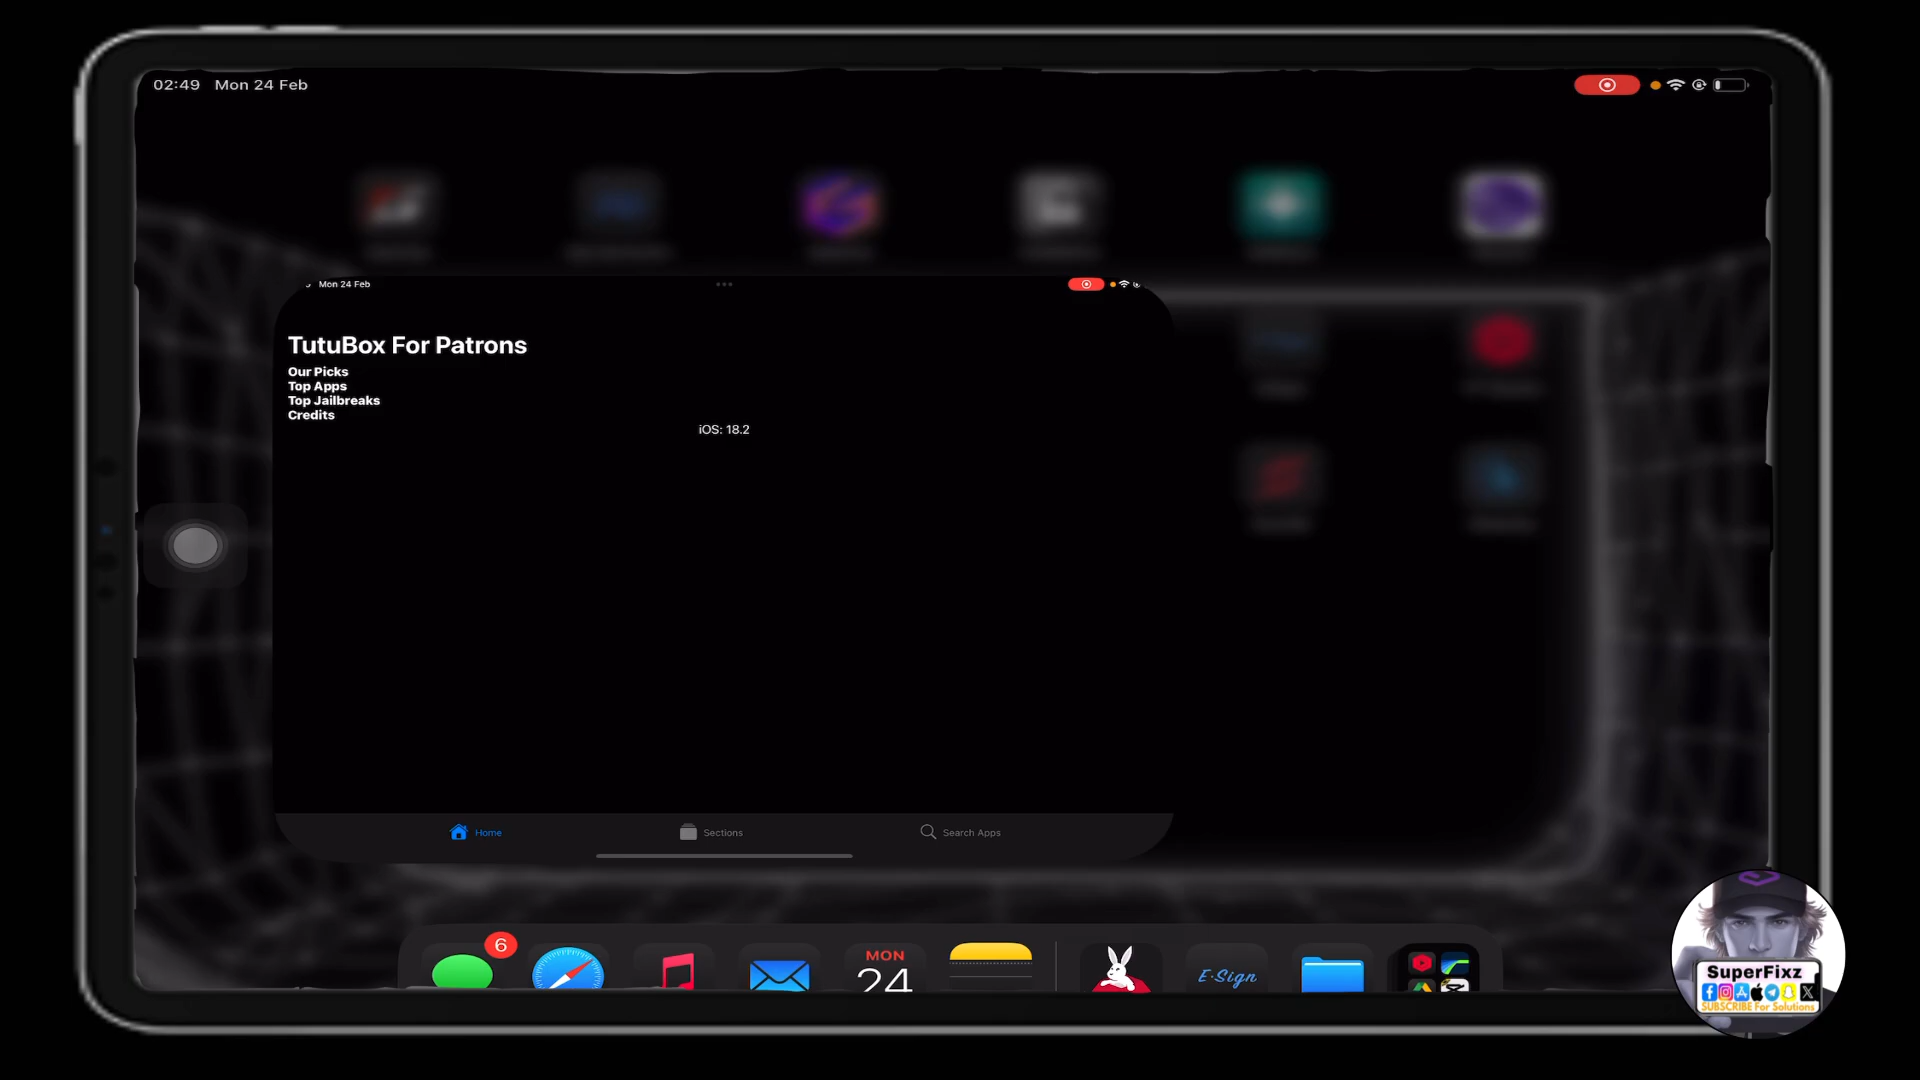 02:49 Mon 24 Feb
Mon 24 Feb
TutuBox For Patrons
Our Picks
Top Apps
Top Jailbreaks
Credits
iOS: 18.2
Home
Sections
Search Apps
6
MON
24
E·Sign
SuperFixz
SUBSCRIBE For Solutions